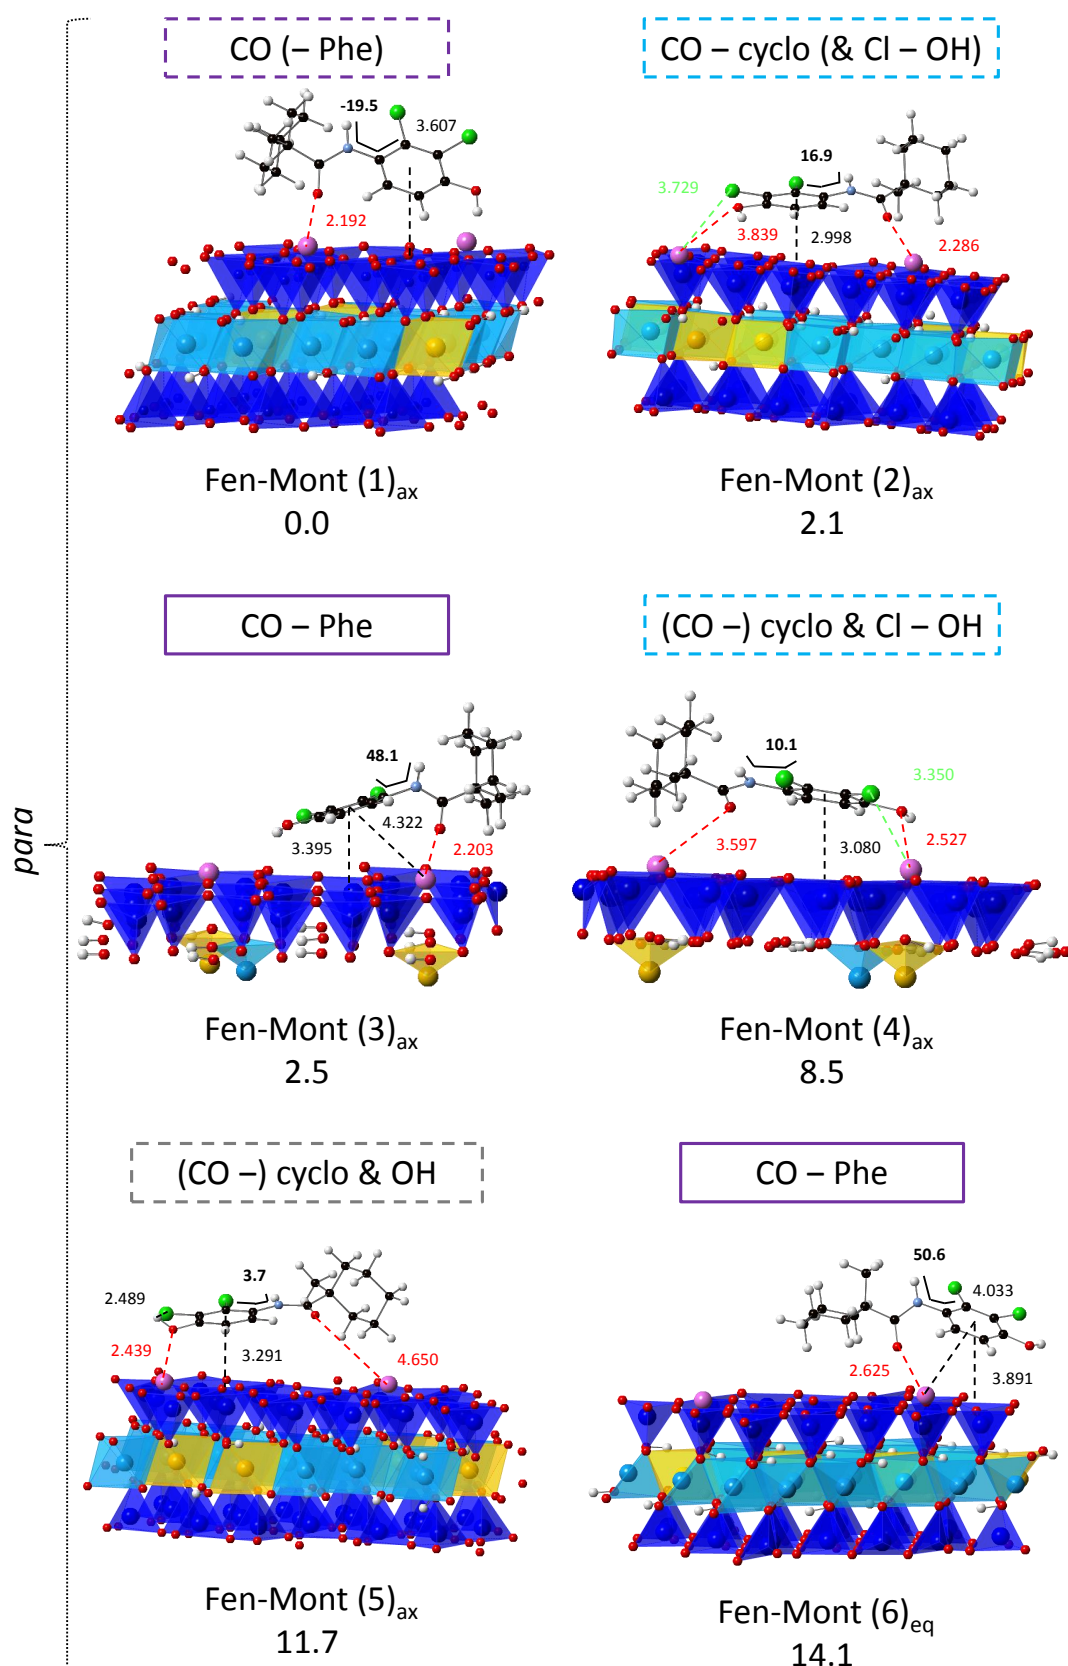 para
CO (– Phe)
-19.5
3.607
2.192
Fen-Mont (1)ax
0.0
CO – cyclo (& Cl – OH)
16.9
3.729
3.839
2.998
2.286
Fen-Mont (2)ax
2.1
CO – Phe
48.1
4.322
3.395
2.203
Fen-Mont (3)ax
2.5
(CO –) cyclo & Cl – OH
10.1
3.350
3.597
3.080
2.527
Fen-Mont (4)ax
8.5
(CO –) cyclo & OH
3.7
2.489
2.439
3.291
4.650
Fen-Mont (5)ax
11.7
CO – Phe
50.6
4.033
2.625
3.891
Fen-Mont (6)eq
14.1